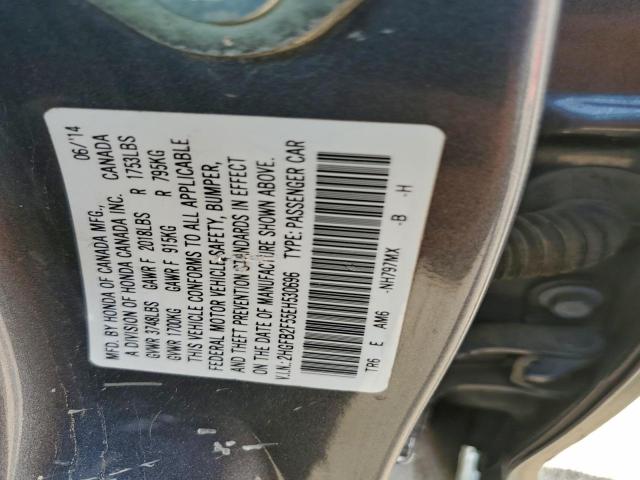 MFD. BY HONDA OF CANADA MFG., 06/14
A DIVISION OF HONDA CANADA INC. CANADA
GVWR 3748LBS GAWR F 2018LBS R 1753LBS
GVWR 1700KG GAWR F 915KG R 795KG
THIS VEHICLE CONFORMS TO ALL APPLICABLE
FEDERAL MOTOR VEHICLE SAFETY, BUMPER,
AND THEFT PREVENTION STANDARDS IN EFFECT
ON THE DATE OF MANUFACTURE SHOWN ABOVE.
V.I.N.: 2HGFB2F55EH530696 TYPE: PASSENGER CAR
TR6 E AM6 -NH797MX -B -H